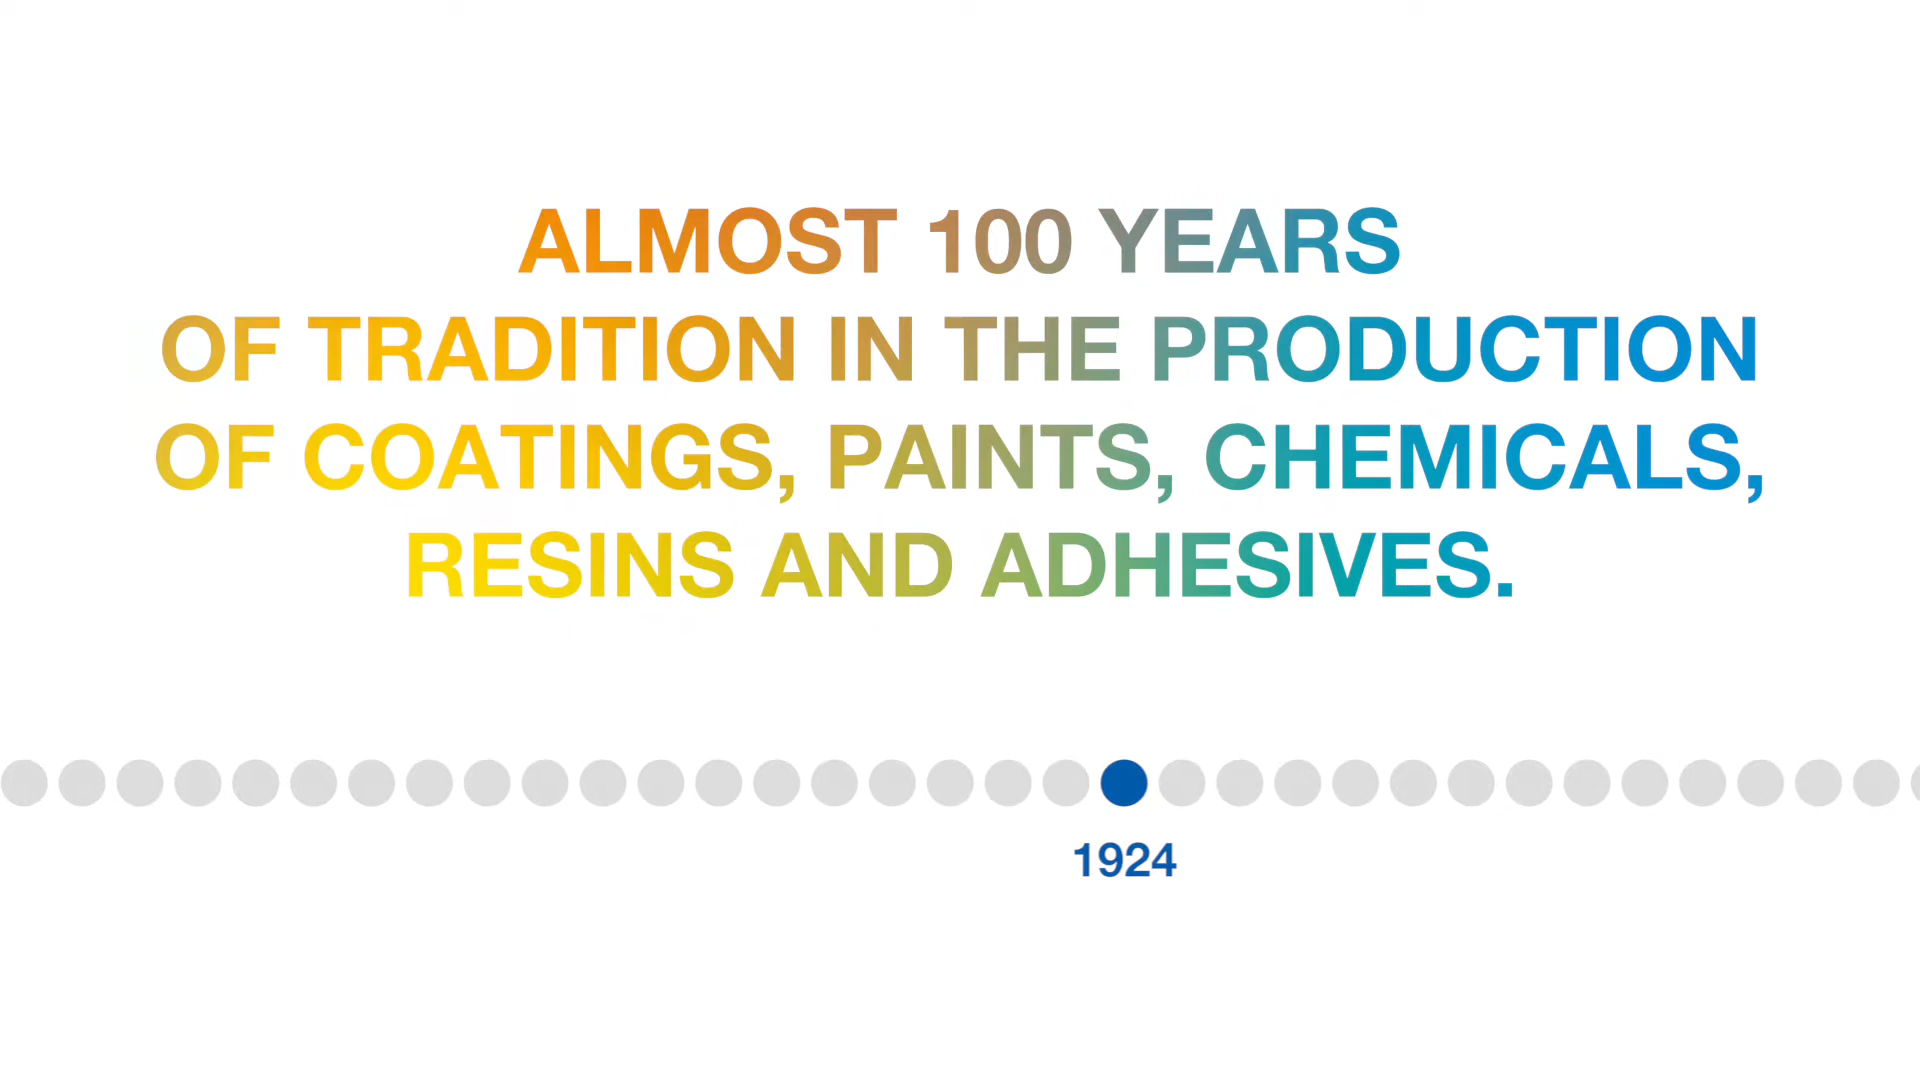 ALMOST 100 YEARS
OF TRADITION IN THE PRODUCTION
OF COATINGS, PAINTS, CHEMICALS,
RESINS AND ADHESIVES.
1924